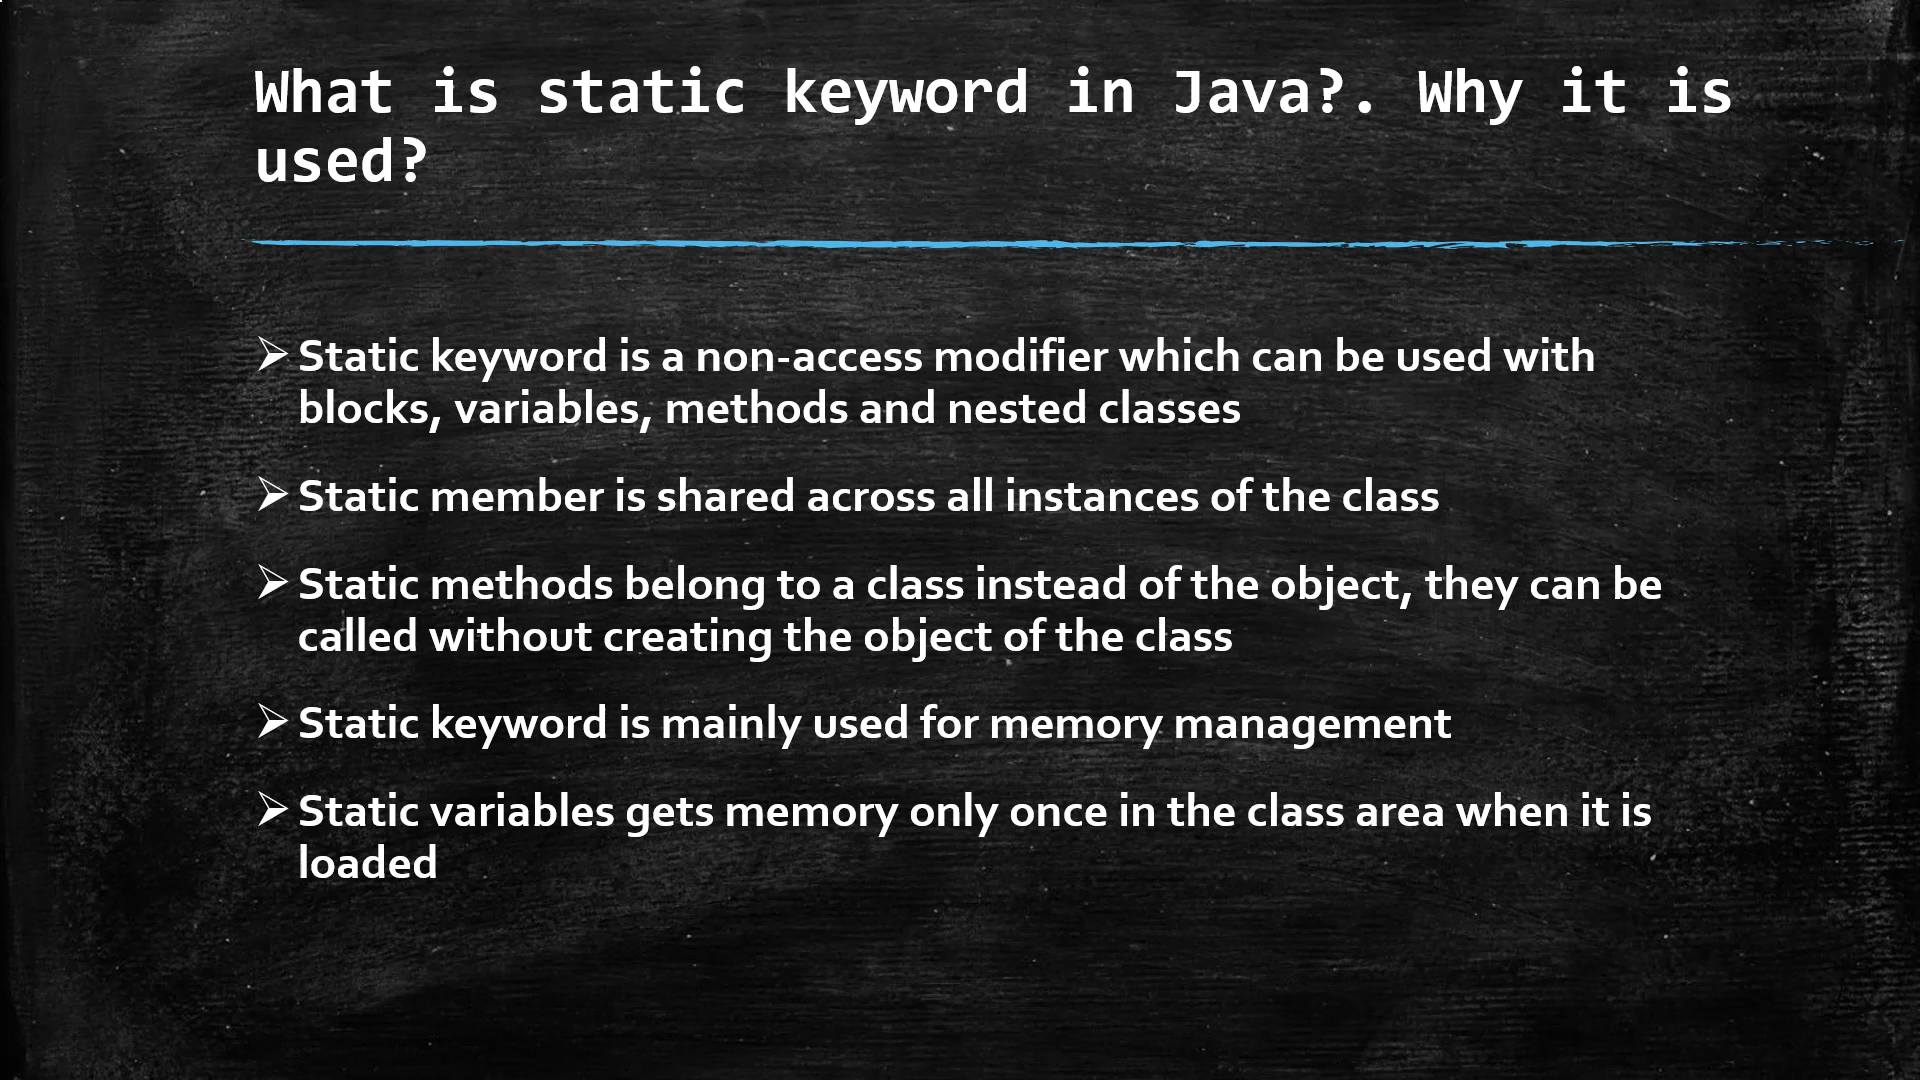 What is static keyword in Java?. Why it is
used?
➢ Static keyword is a non-access modifier which can be used with
blocks, variables, methods and nested classes
➢ Static member is shared across all instances of the class
➢ Static methods belong to a class instead of the object, they can be
called without creating the object of the class
➢ Static keyword is mainly used for memory management
➢ Static variables gets memory only once in the class area when it is
loaded